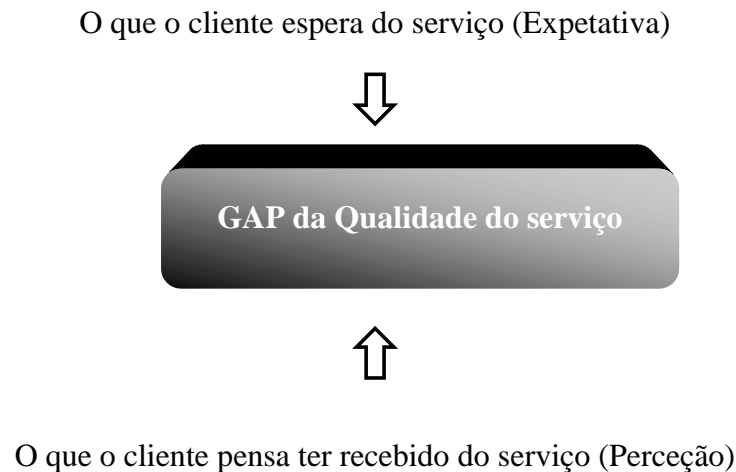 O que o cliente espera do serviço (Expetativa)
GAP da Qualidade do serviço
O que o cliente pensa ter recebido do serviço (Perceção)